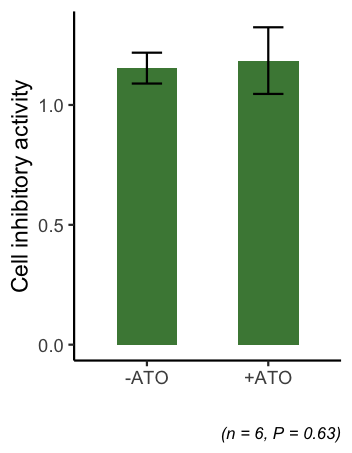 Cell inhibitory activity
1.0
0.5
0.0
-ATO
+ATO
(n = 6, P = 0.63)